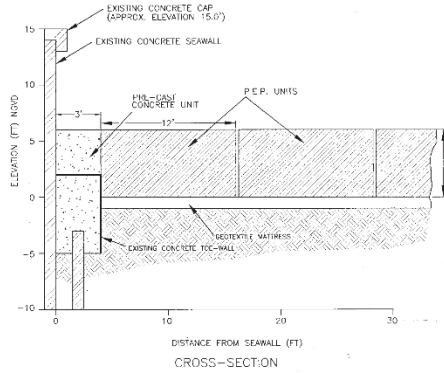 EXISTING CONCRETE CAP
(APPROX. ELEVATION 15.0')
EXISTING CONCRETE SEAWALL
15
10
5
0
-5
-10
ELEVATION (FT) NGVD
3'
PRE-CAST
CONCRETE UNIT
12'
P.E.P. UNITS
GEOTEXTILE MATTRESS
EXISTING CONCRETE TOE-WALL
0
10
20
30
DISTANCE FROM SEAWALL (FT)
CROSS-SECTION